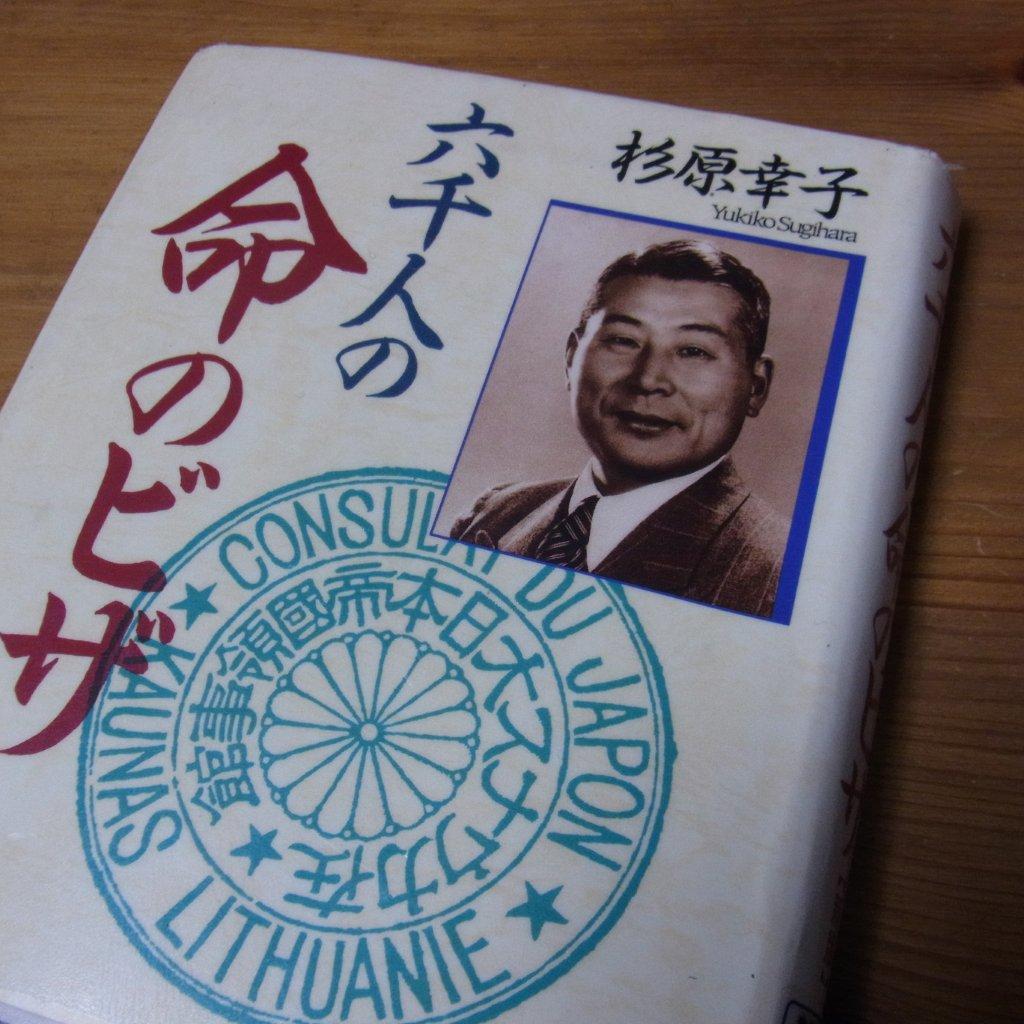 杉原幸子
Yukiko Sugihara
六千人の
命のビザ
CONSULAT DU JAPON
★ KAUNAS LITHUANIE ★
在カウナス大日本帝國領事館
★